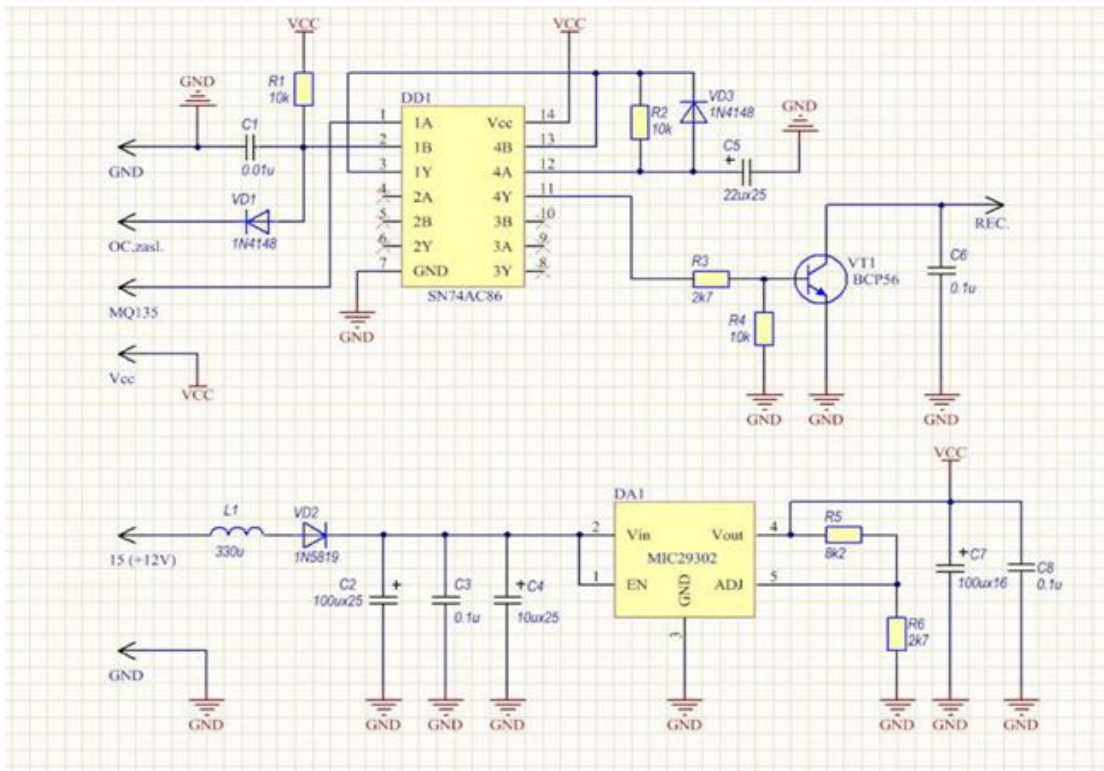 VCC
VCC
GND
R1
10k
DD1
R2
10k
VD3
1N4148
GND
C1
0.01u
GND
1
1A
Vcc
14
2
1B
4B
13
3
1Y
4A
12
C5
+
22ux25
4
2A
4Y
11
5
2B
3B
10
6
2Y
3A
9
7
GND
3Y
8
SN74AC86
VD1
1N4148
OC.zasl.
MQ135
GND
Vcc
VCC
R3
2k7
R4
10k
VT1
BCP56
REC.
C6
0.1u
GND
GND
GND
VCC
L1
330u
VD2
1N5819
15 (+12V)
C2
100ux25
+
C3
0.1u
+
C4
10ux25
DA1
2
Vin
Vout
4
MIC29302
1
EN
GND
ADJ
5
3
R5
8k2
R6
2k7
+
C7
100ux16
C8
0.1u
GND
GND
GND
GND
GND
GND
GND
GND
GND